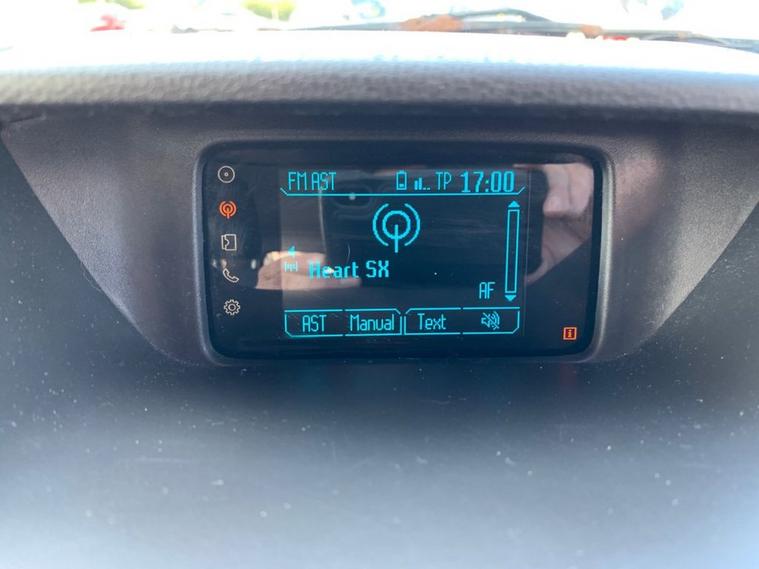 FM AST TP 17:00
Heart SX
AF
AST Manual Text
i